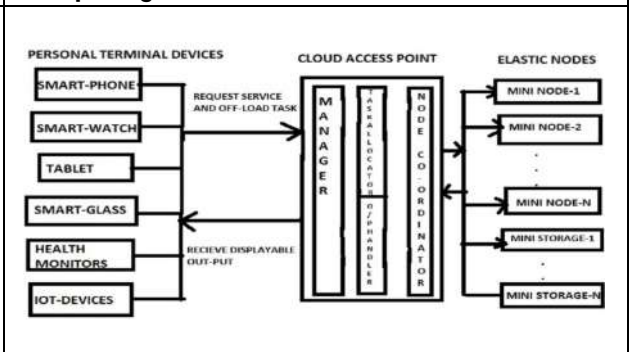 PERSONAL TERMINAL DEVICES
SMART-PHONE
SMART-WATCH
TABLET
SMART-GLASS
HEALTH
MONITORS
IOT-DEVICES
REQUEST SERVICE
AND OFF-LOAD TASK
RECIEVE DISPLAYABLE
OUT-PUT
CLOUD ACCESS POINT
MANAGER
TASKALLOCATOR
O/PHANDLER
NODE CO-ORDINATOR
ELASTIC NODES
MINI NODE-1
MINI NODE-2
.
.
MINI NODE-N
MINI STORAGE-1
.
.
MINI STORAGE-N